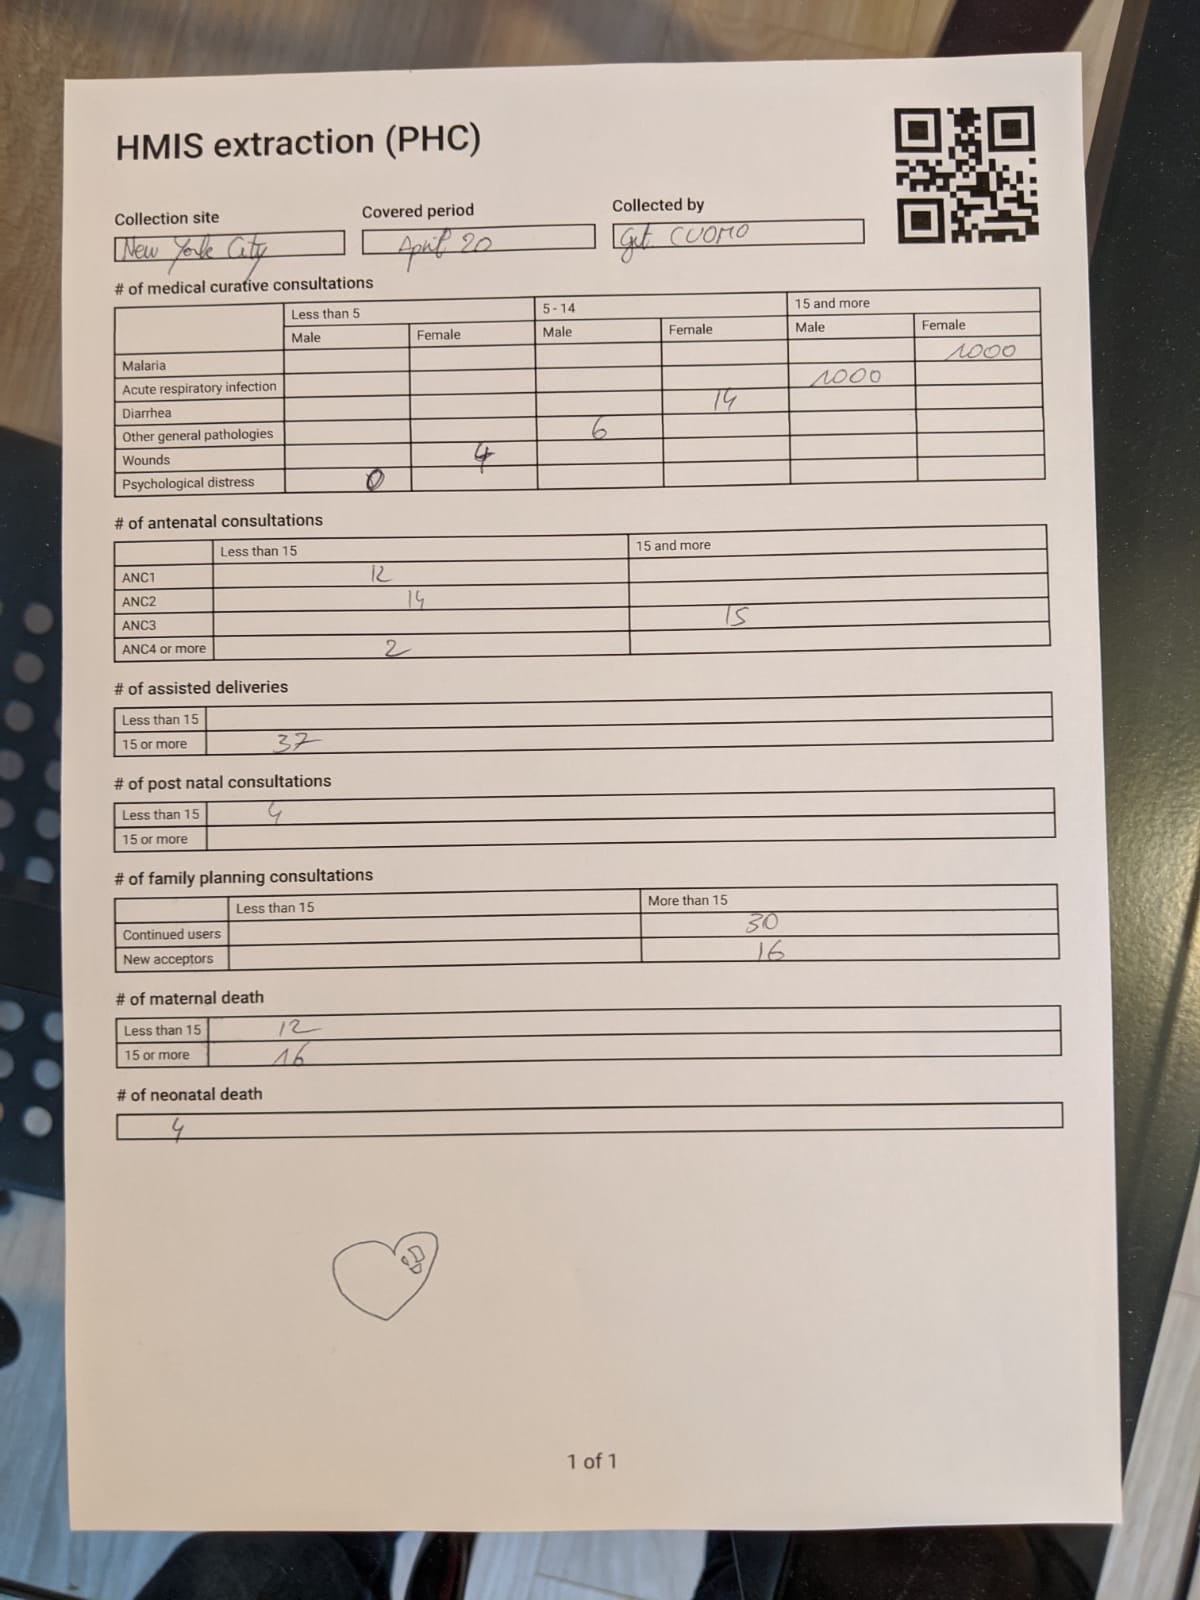 HMIS extraction (PHC)
Collection site Covered period Collected by
New York City April 20 CUOMO
# of medical curative consultations
Less than 5 5 - 14 15 and more
Male Female Male Female Male Female
Malaria 1000
Acute respiratory infection 1000
Diarrhea 14
Other general pathologies 6
Wounds 4
Psychological distress 0
# of antenatal consultations
Less than 15 15 and more
ANC1 12
ANC2 14
ANC3 15
ANC4 or more 2
# of assisted deliveries
Less than 15
15 or more 37
# of post natal consultations
Less than 15 4
15 or more
# of family planning consultations
Less than 15 More than 15
Continued users 30
New acceptors 16
# of maternal death
Less than 15 12
15 or more 16
# of neonatal death
4
1 of 1